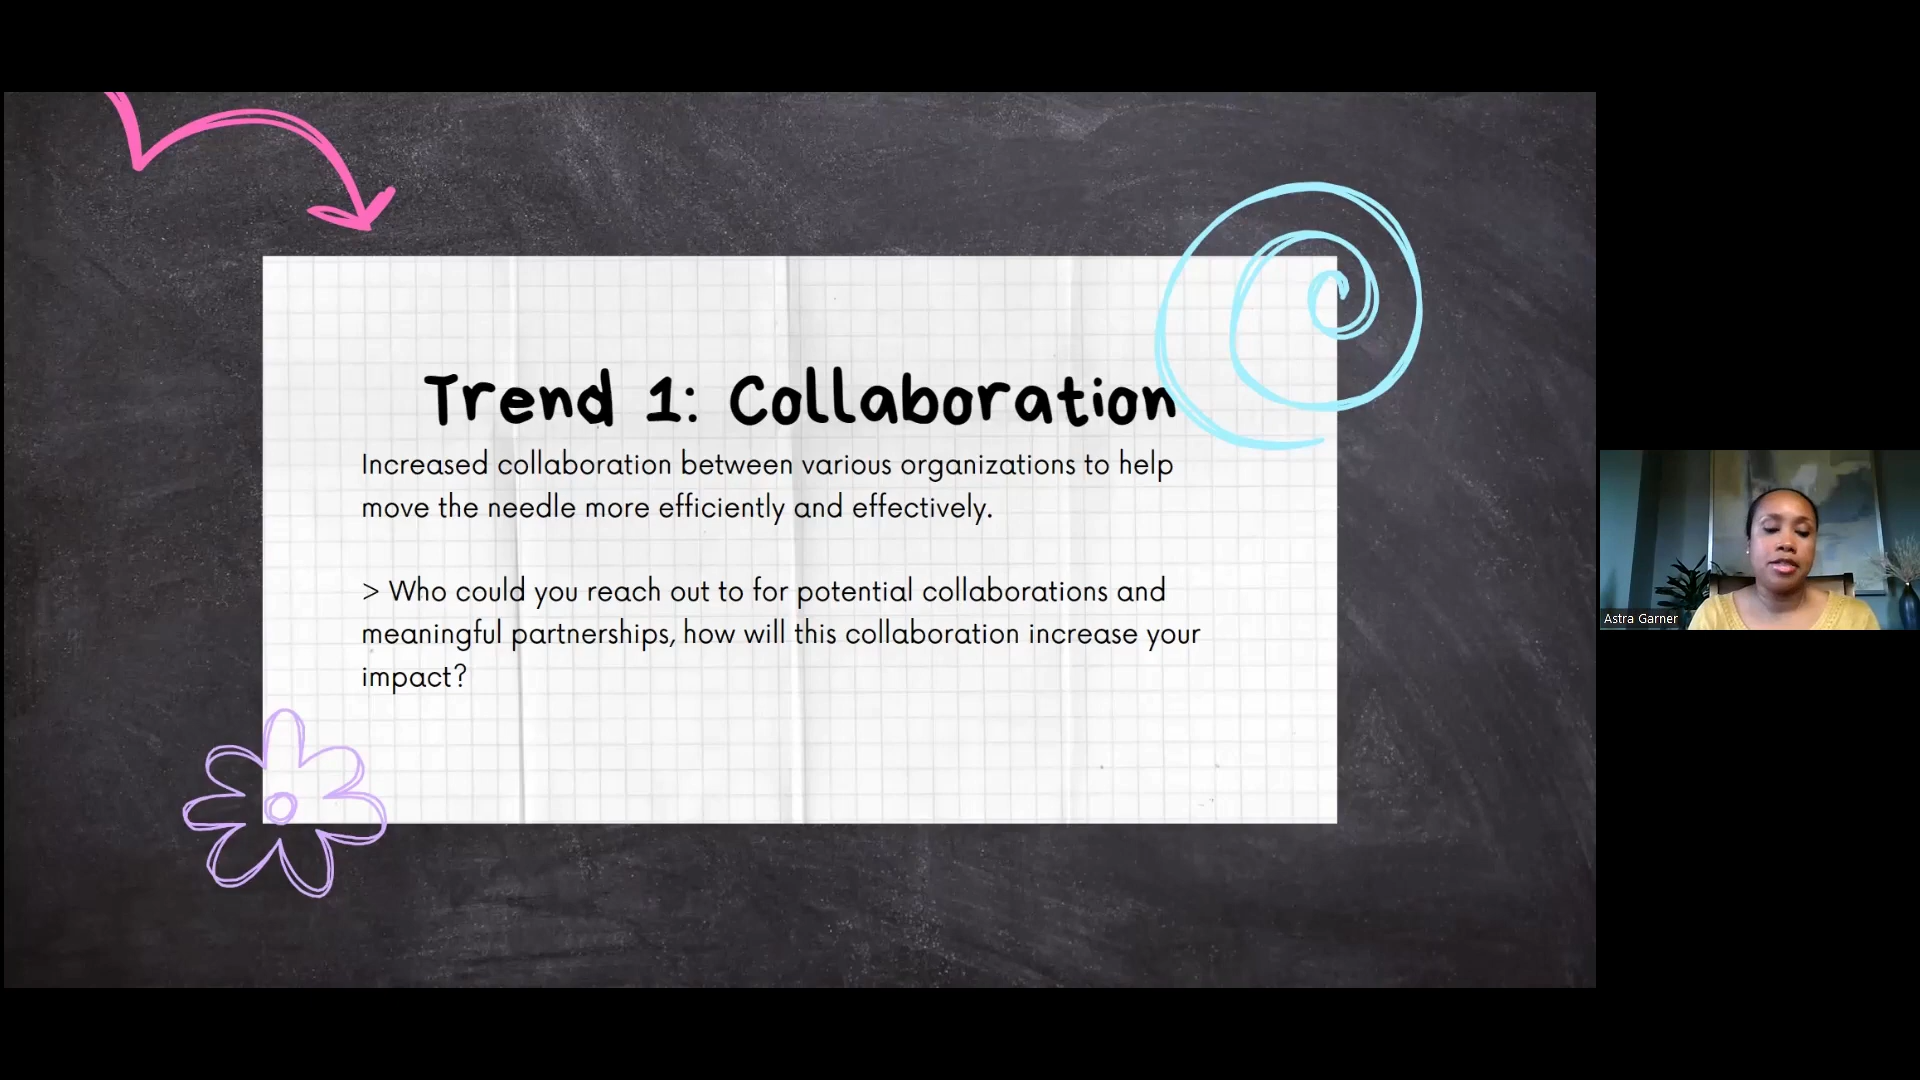 Trend 1: Collaboration
Increased collaboration between various organizations to help
move the needle more efficiently and effectively.
> Who could you reach out to for potential collaborations and
meaningful partnerships, how will this collaboration increase your
impact?
Astra Garner